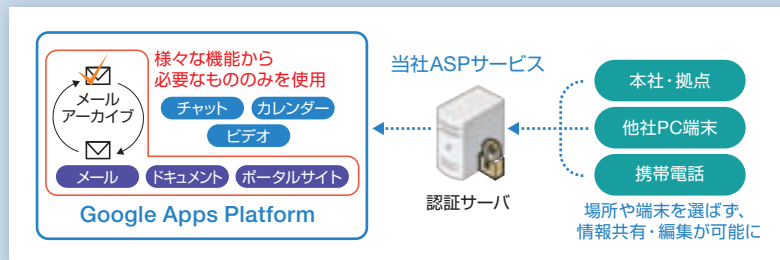 様々な機能から
必要なもののみを使用
メール
アーカイブ
チャット
カレンダー
ビデオ
メール
ドキュメント
ポータルサイト
Google Apps Platform
当社ASPサービス
認証サーバ
本社・拠点
他社PC端末
携帯電話
場所や端末を選ばず、
情報共有・編集が可能に